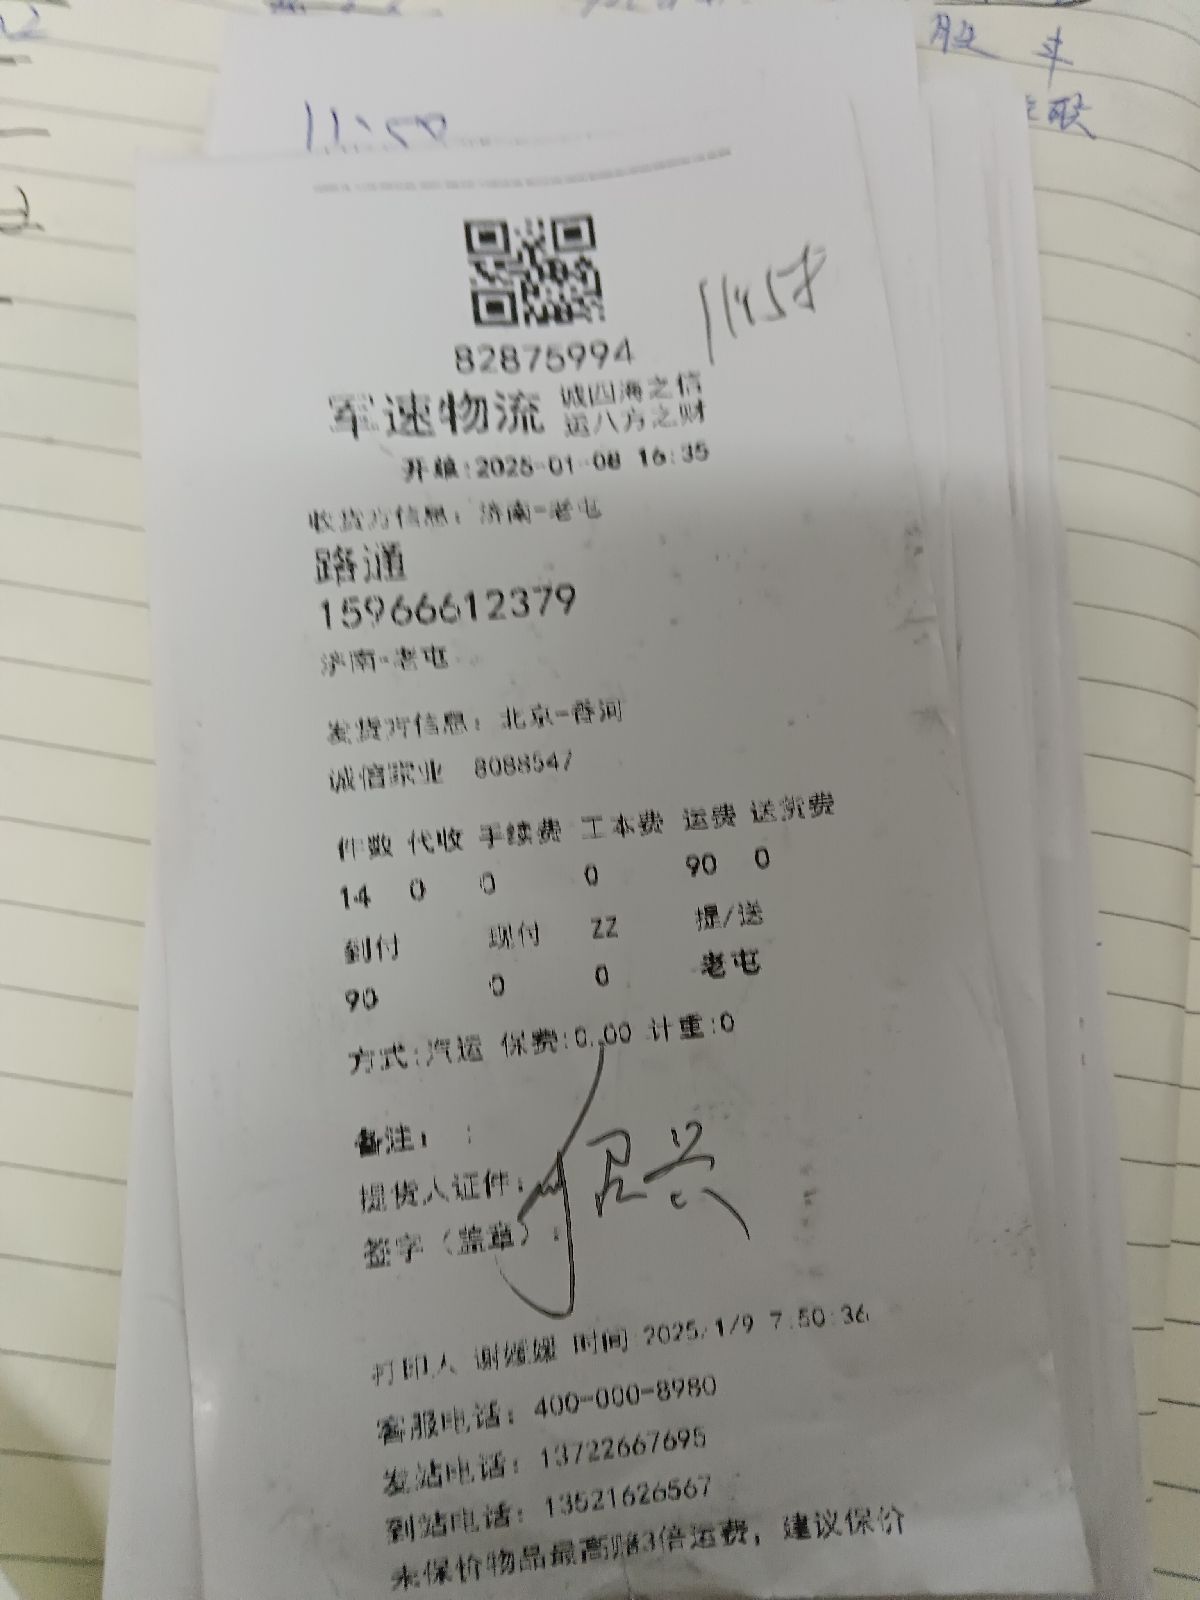 股 半
股
11:50
82875994
军速物流 诚四海之信
运八方之财
开单:2025-01-08 16:35
收货方信息: 济南-老屯
路通
15966612379
济南-老屯
发货方信息: 北京-香河
诚信家业 8088547
件数 代收 手续费 工本费 运费 送货费
14 0 0 0 90 0
到付 现付 ZZ 提/送
90 0 0 老屯
方式:汽运 保费:0.00 计重:0
备注: :
提货人证件:
签字(盖章):
打印人 谢媛媛 时间 2025/1/9 7:50:36
客服电话: 400-000-8980
发站电话: 13722667695
到站电话: 13521626567
未保价物品最高赔3倍运费, 建议保价